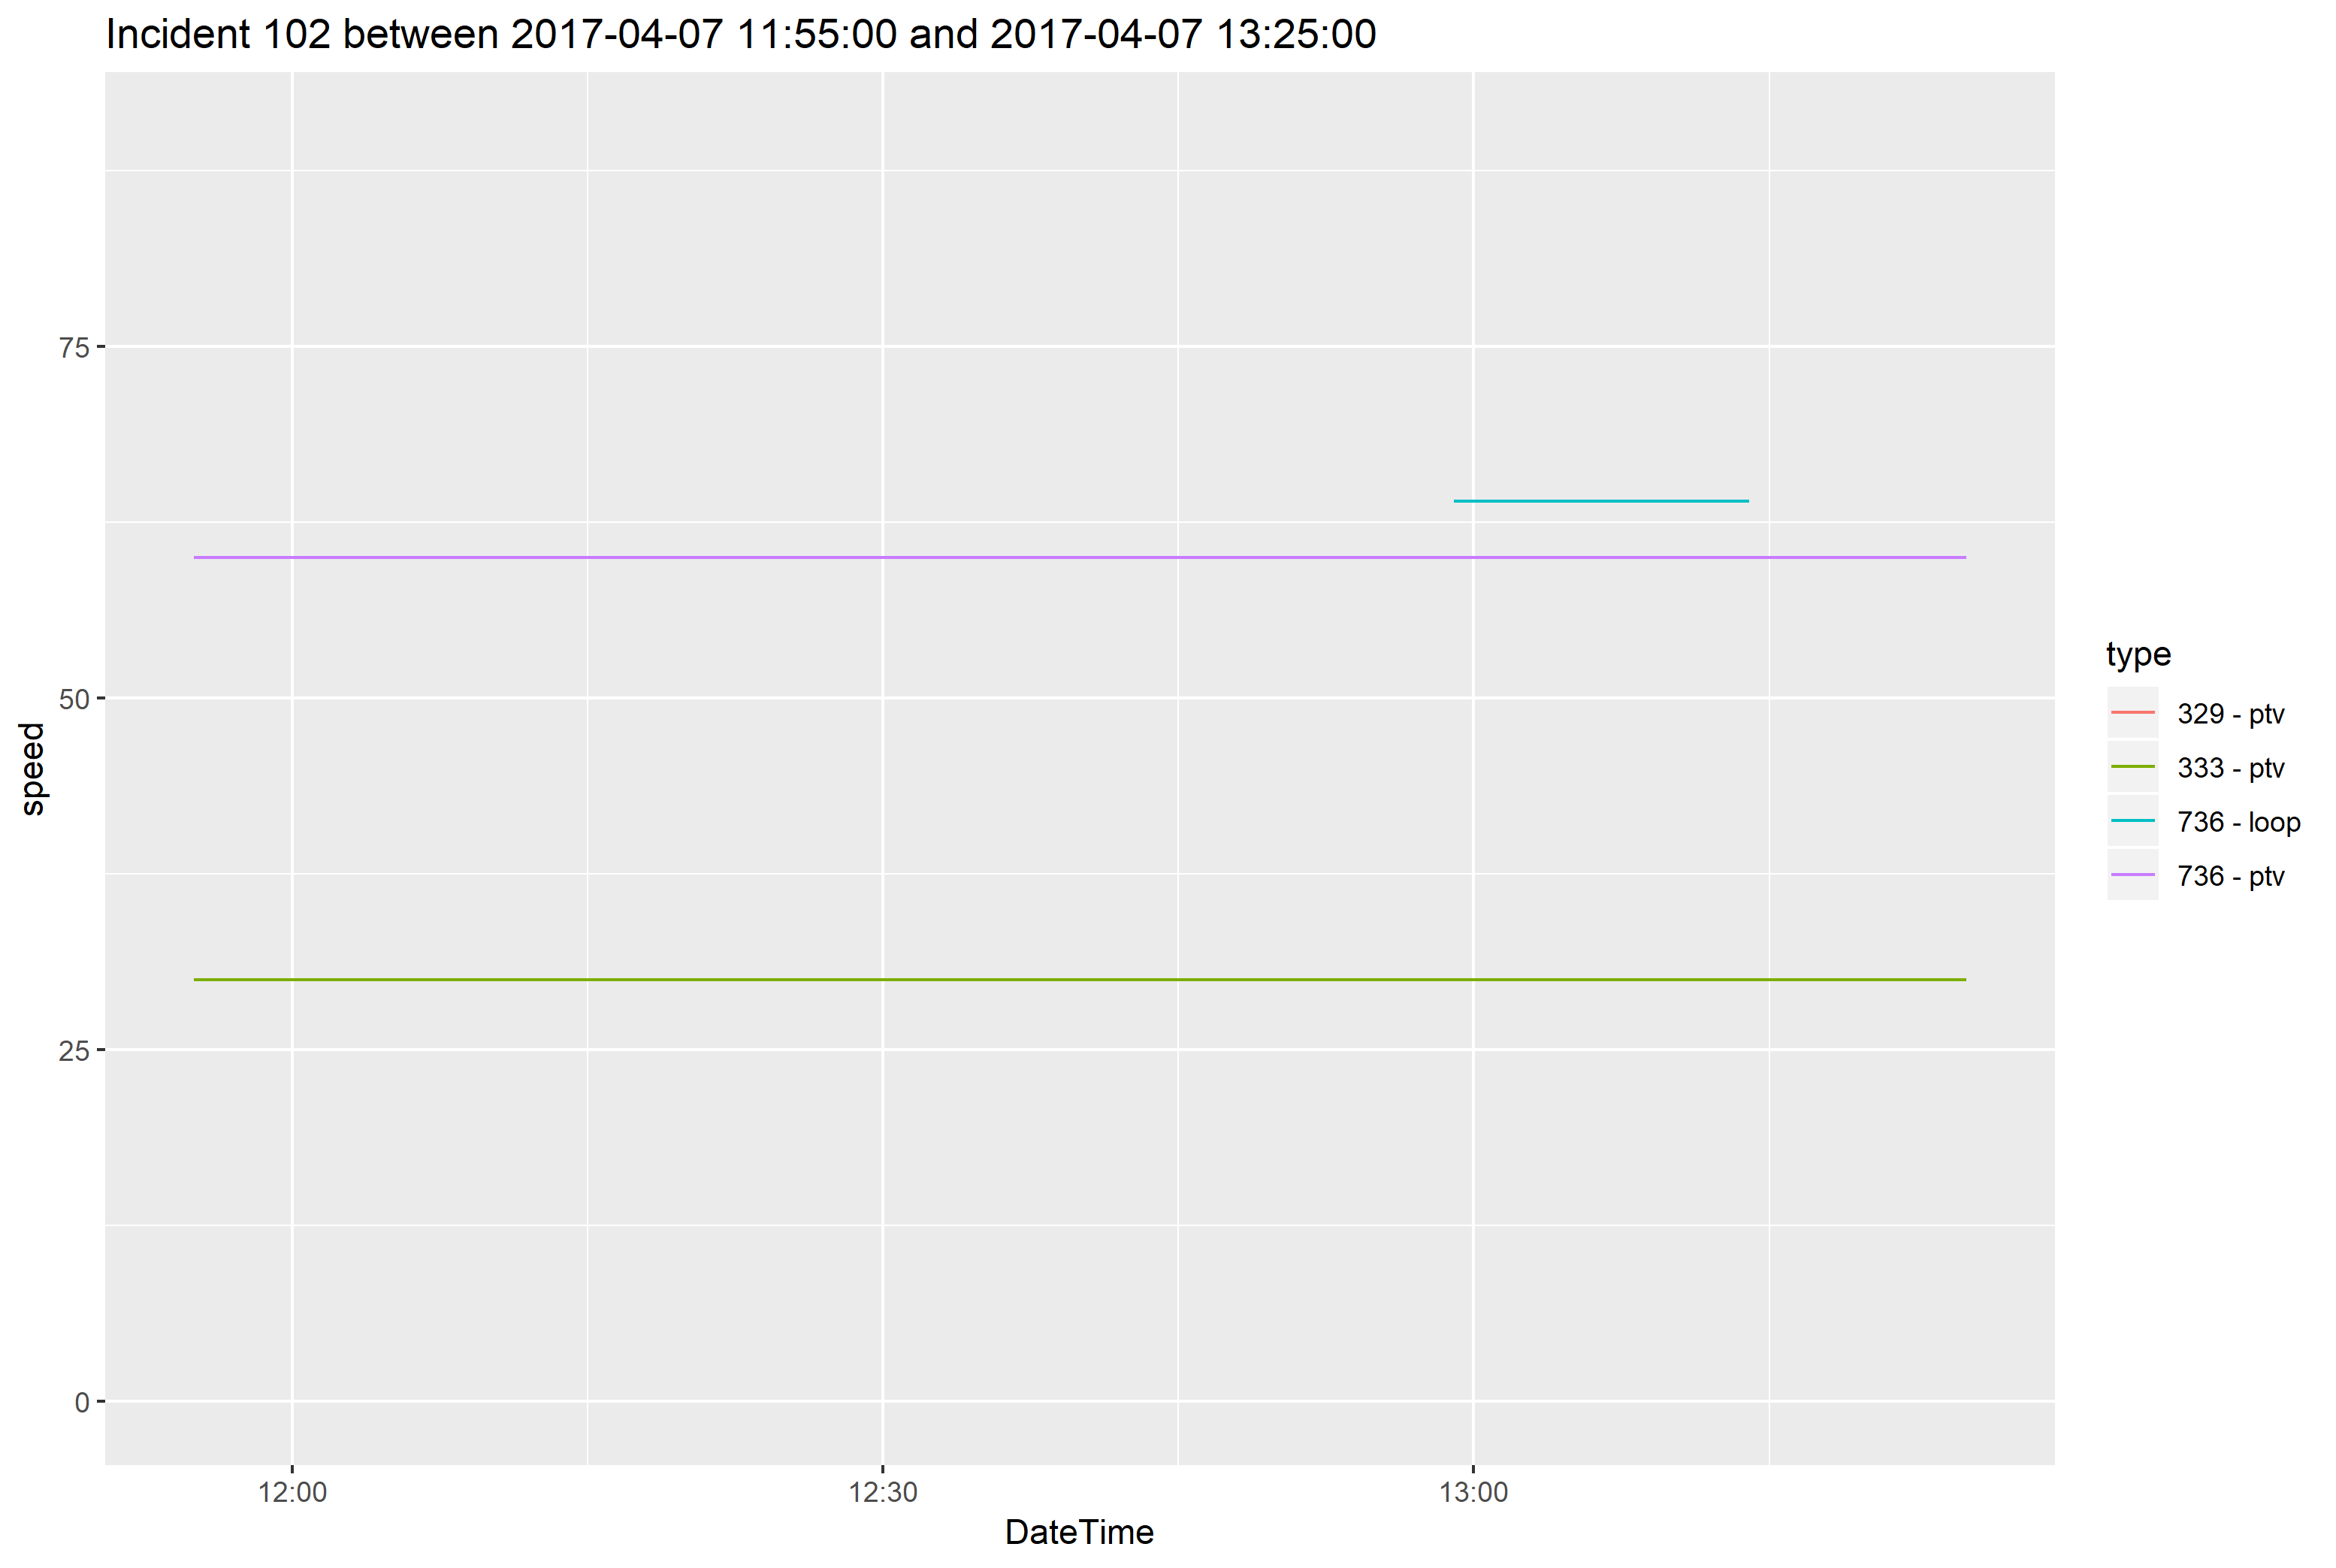 Incident 102 between 2017-04-07 11:55:00 and 2017-04-07 13:25:00
speed
75
50
25
0
12:00 12:30 13:00
DateTime
type
329 - ptv
333 - ptv
736 - loop
736 - ptv